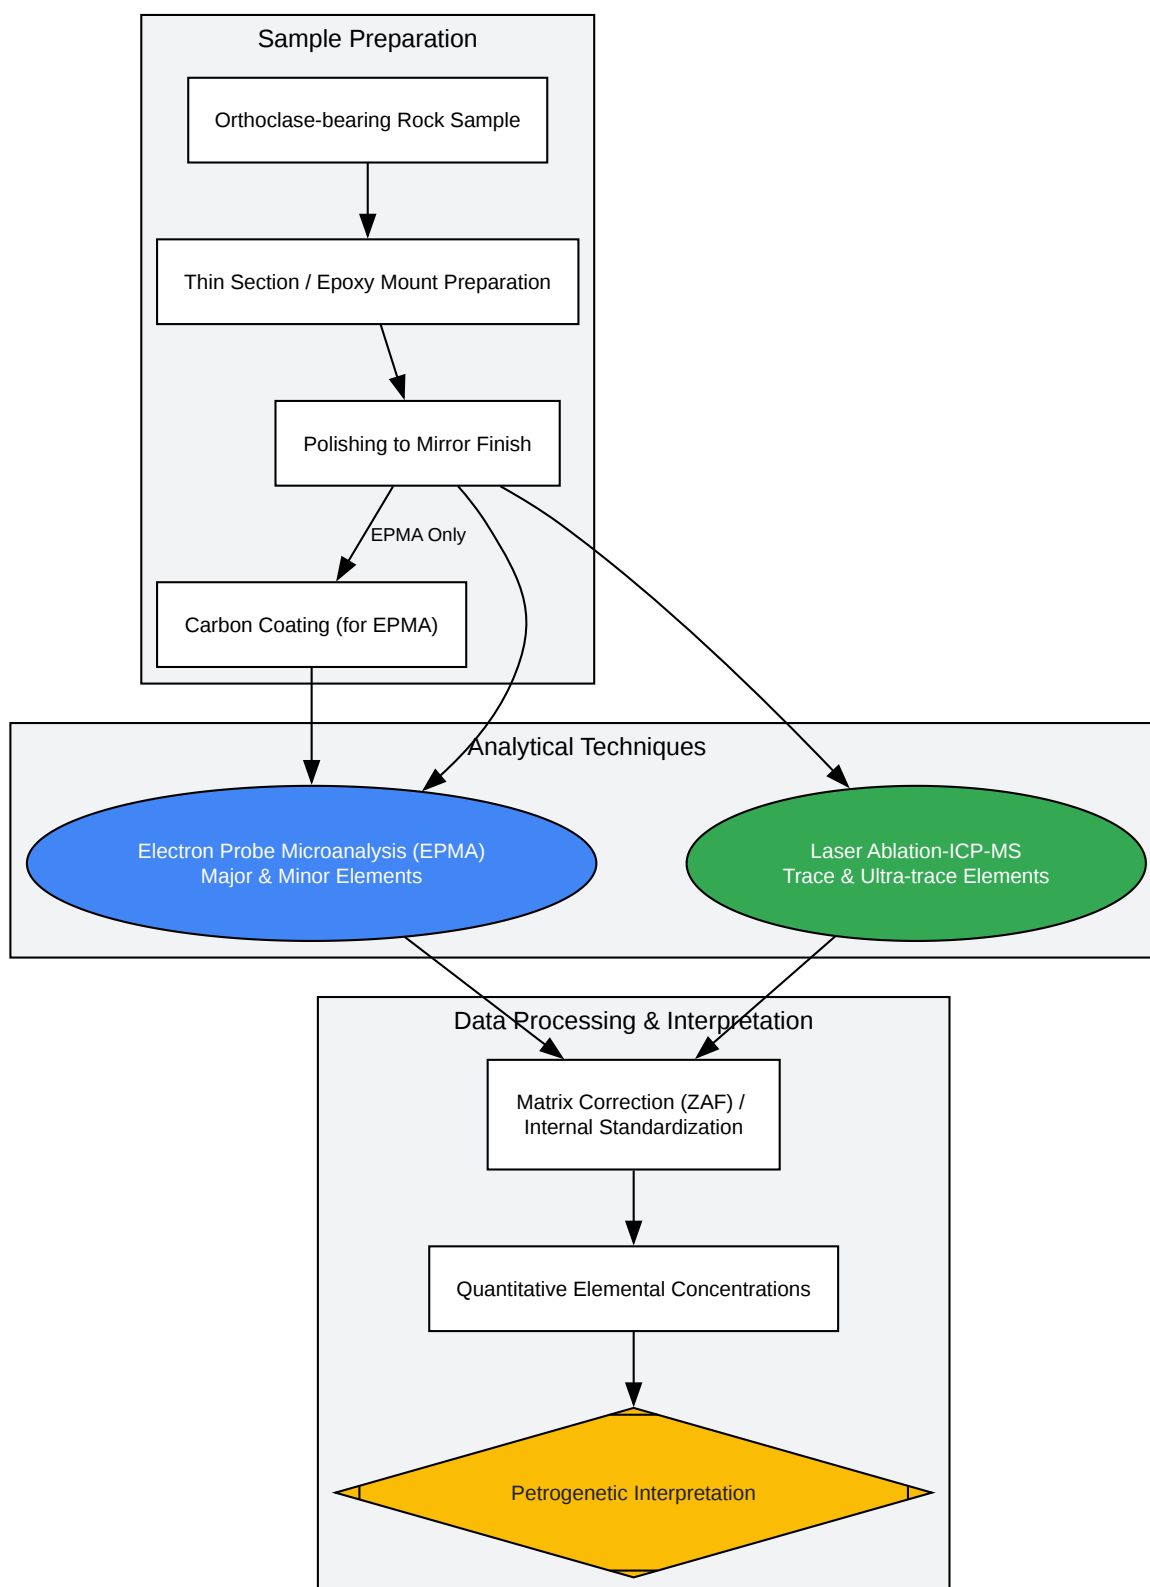 Sample Preparation
Orthoclase-bearing Rock Sample
Thin Section / Epoxy Mount Preparation
Polishing to Mirror Finish
EPMA Only
Carbon Coating (for EPMA)
Analytical Techniques
Electron Probe Microanalysis (EPMA)
Major & Minor Elements
Laser Ablation-ICP-MS
Trace & Ultra-trace Elements
Data Processing & Interpretation
Matrix Correction (ZAF) /
Internal Standardization
Quantitative Elemental Concentrations
Petrogenetic Interpretation